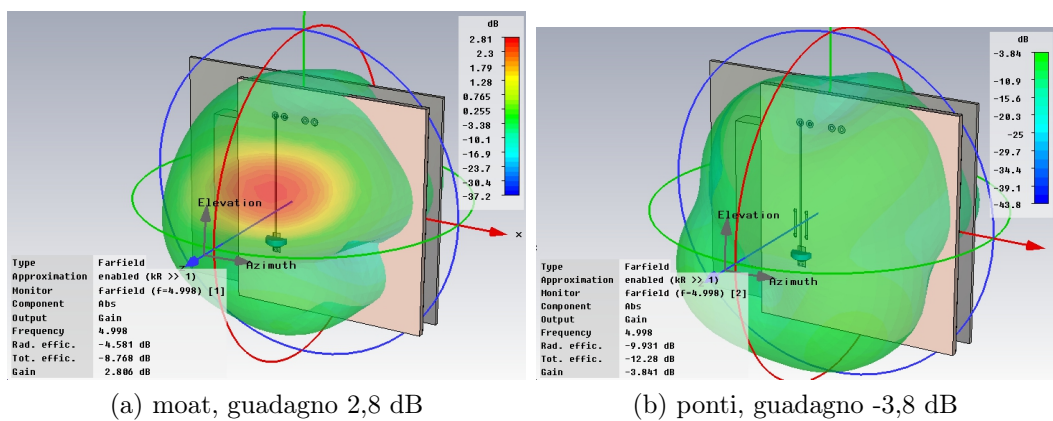 dB
2.81
2.3
1.79
1.28
0.765
0.255
-3.38
-10.1
-16.9
-23.7
-30.4
-37.2
Elevation
Azimuth
x
Type Farfield
Approximation enabled (kR >> 1)
Monitor farfield (f=4.998) [1]
Component Abs
Output Gain
Frequency 4.998
Rad. effic. -4.581 dB
Tot. effic. -8.768 dB
Gain 2.806 dB
(a) moat, guadagno 2,8 dB
dB
-3.84
-10.9
-15.6
-20.3
-25
-29.7
-34.4
-39.1
-43.8
Elevation
Azimuth
Type Farfield
Approximation enabled (kR >> 1)
Monitor farfield (f=4.998) [2]
Component Abs
Output Gain
Frequency 4.998
Rad. effic. -9.931 dB
Tot. effic. -12.28 dB
Gain -3.841 dB
(b) ponti, guadagno -3,8 dB